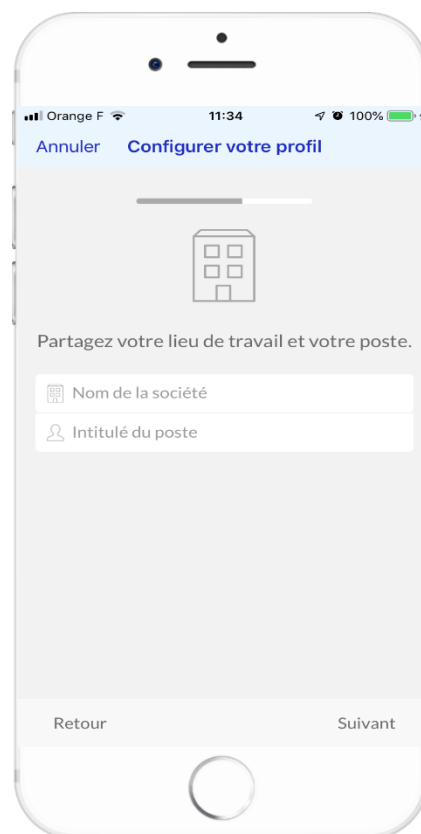 Orange F 11:34 100%
Annuler Configurer votre profil
Partagez votre lieu de travail et votre poste.
Nom de la société
Intitulé du poste
Retour Suivant